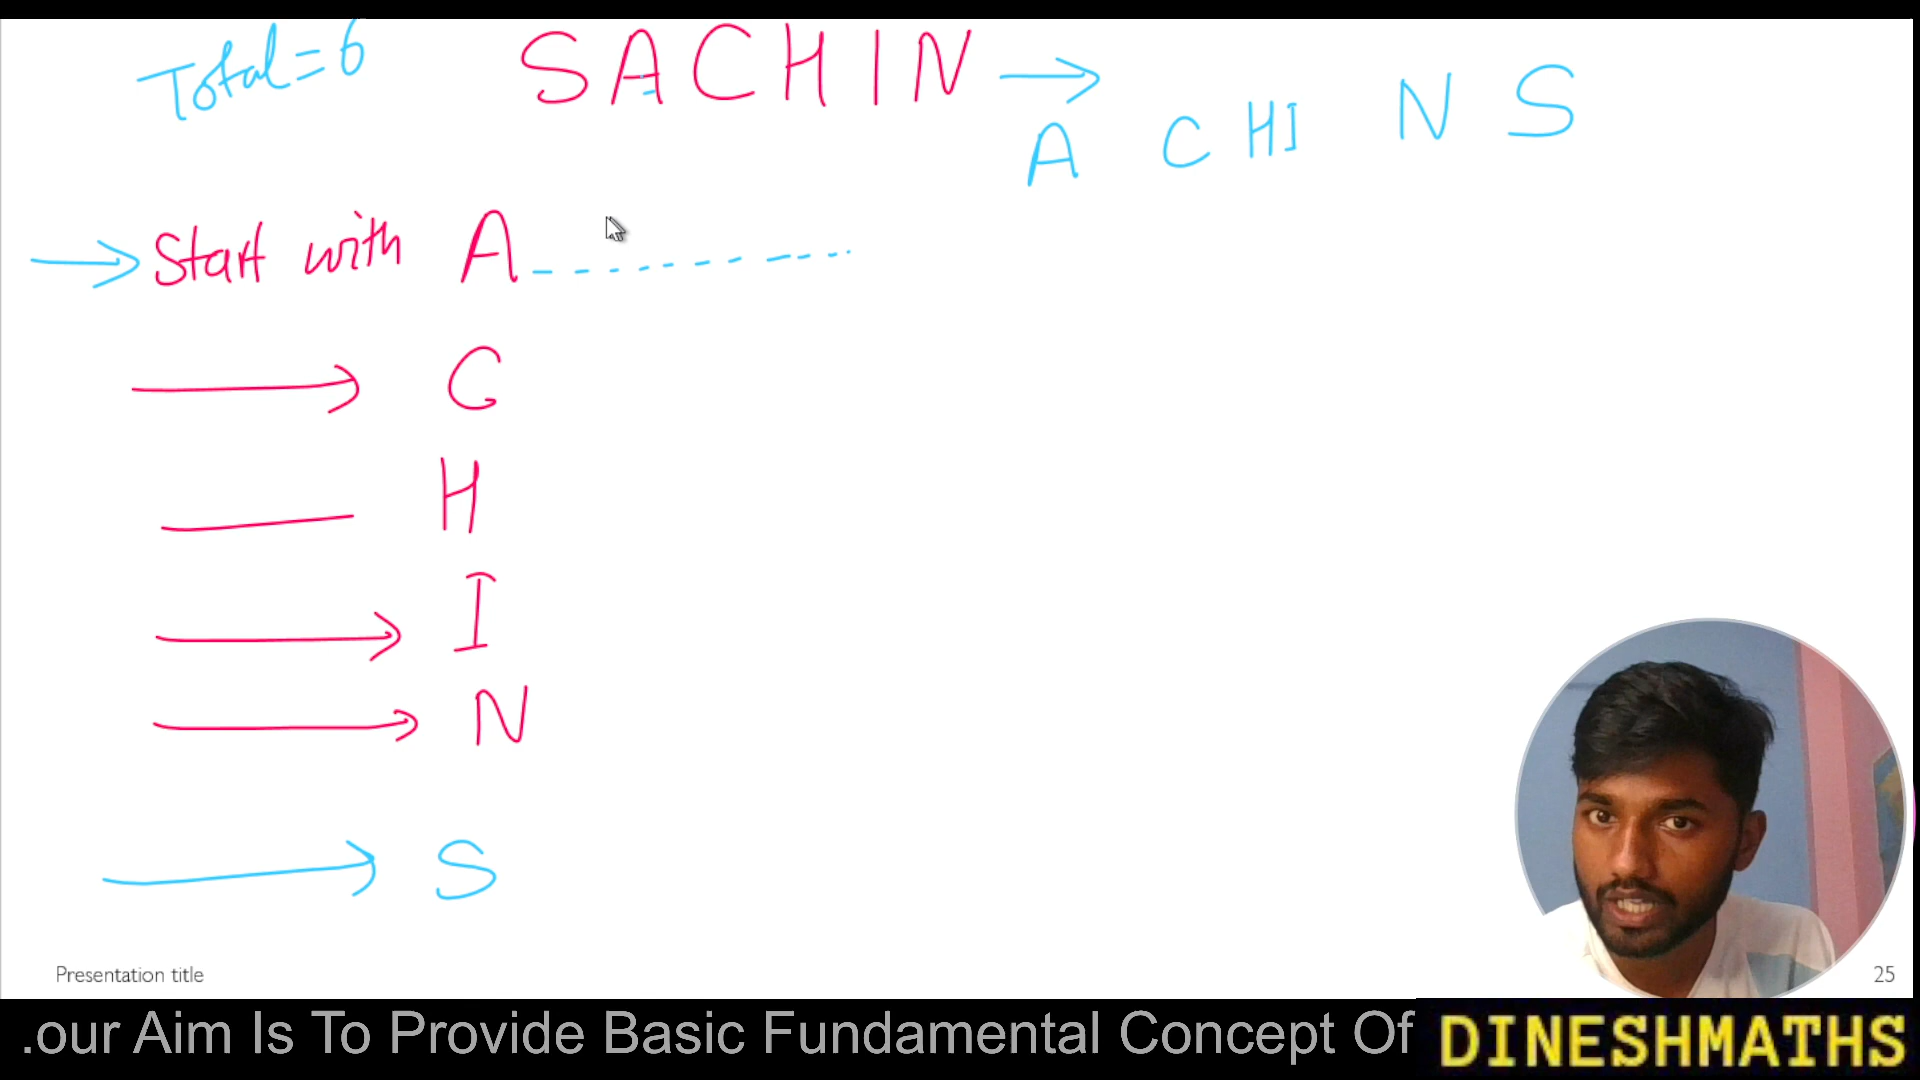 Total = 6
SACHIN →
A C HI N S
→ Start with A - - - - - - - - - -
→ C
H
→ I
→ N
→ S
Presentation title
25
.our Aim Is To Provide Basic Fundamental Concept Of
DINESHMATHS